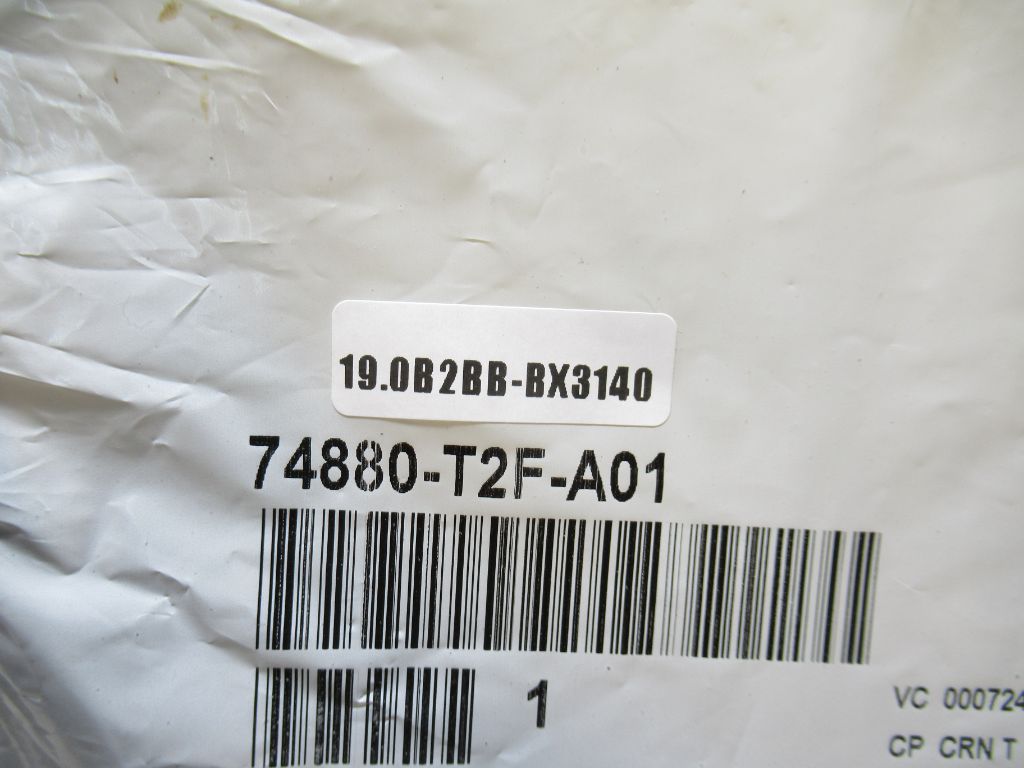 19.0B2BB-BX3140
74880-T2F-A01
1
VC 000724
CP CRN T